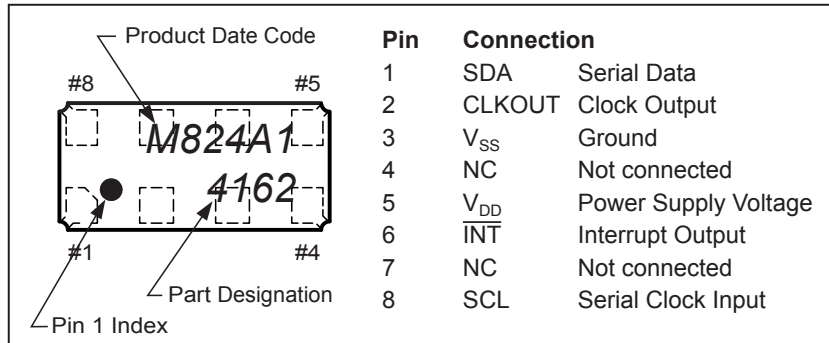 Product Date Code
#8 #5
M824A1
4162
#1 #4
Part Designation
Pin 1 Index
Pin Connection
1 SDA Serial Data
2 CLKOUT Clock Output
3 VSS Ground
4 NC Not connected
5 VDD Power Supply Voltage
6 INT Interrupt Output
7 NC Not connected
8 SCL Serial Clock Input